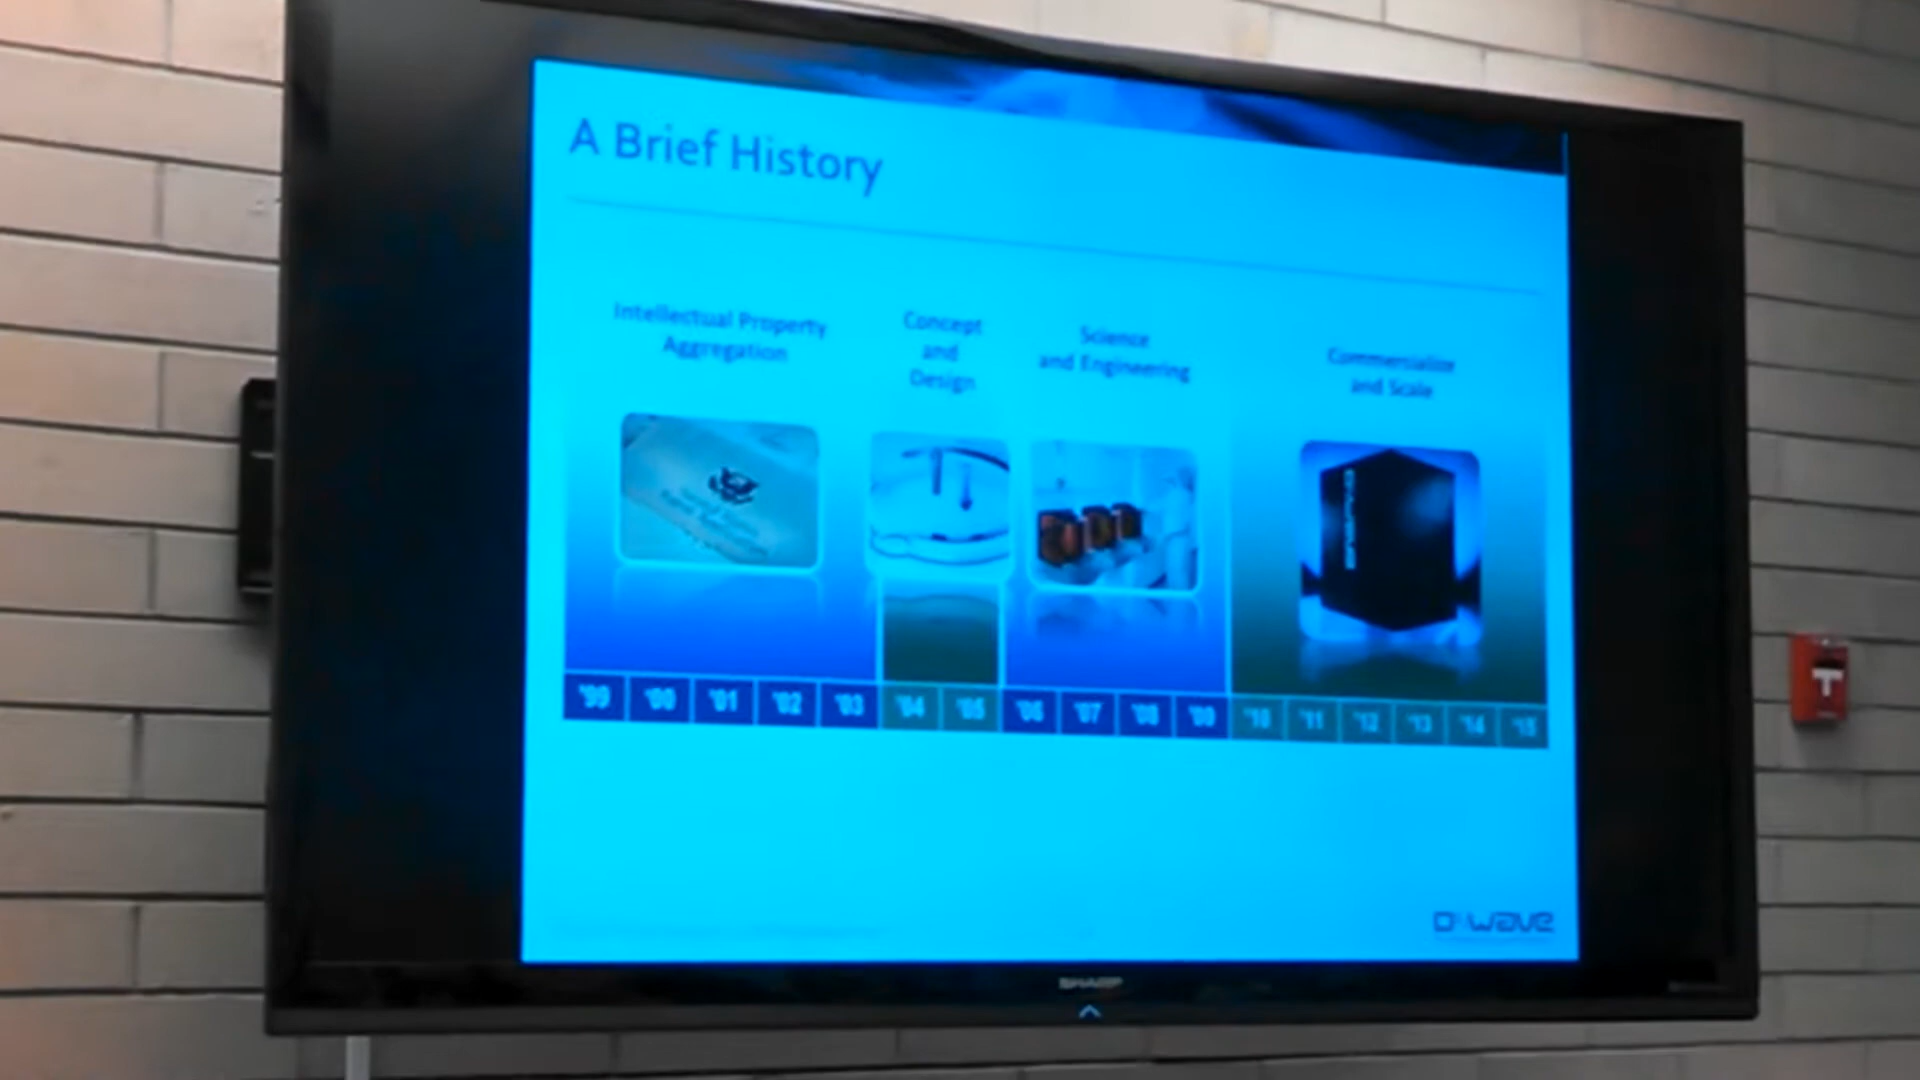 A Brief History
Intellectual Property
Aggregation
Concept
and
Design
Science
and Engineering
Commercialize
and Scale
'99 '00 '01 '02 '03 '04 '05 '06 '07 '08 '09 '10 '11 '12 '13 '14 '15
D:WAVE
SHARP
T